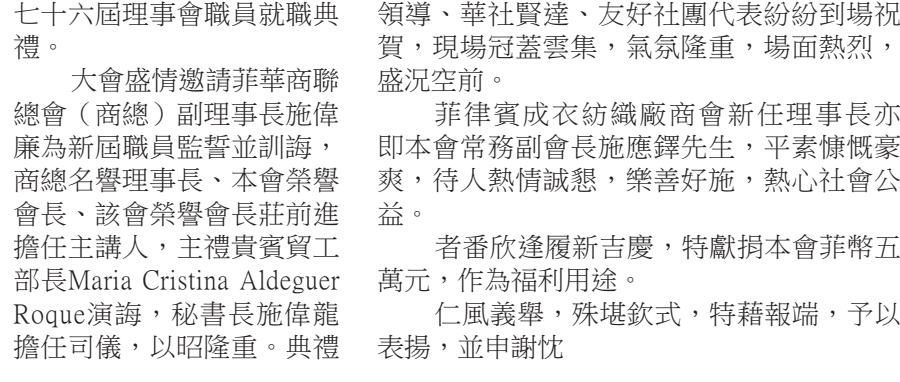 七十六屆理事會職員就職典
禮。
大會盛情邀請菲華商聯
總會（商總）副理事長施偉
廉為新屆職員監誓並訓誨，
商總名譽理事長、本會榮譽
會長、該會榮譽會長莊前進
擔任主講人，主禮貴賓貿工
部長Maria Cristina Aldeguer
Roque演誨，秘書長施偉龍
擔任司儀，以昭隆重。典禮
領導、華社賢達、友好社團代表紛紛到場祝
賀，現場冠蓋雲集，氣氛隆重，場面熱烈，
盛況空前。
菲律賓成衣紡織廠商會新任理事長亦
即本會常務副會長施應鐸先生，平素慷慨豪
爽，待人熱情誠懇，樂善好施，熱心社會公
益。
者番欣逢履新吉慶，特獻捐本會菲幣五
萬元，作為福利用途。
仁風義舉，殊堪欽式，特藉報端，予以
表揚，並申謝忱